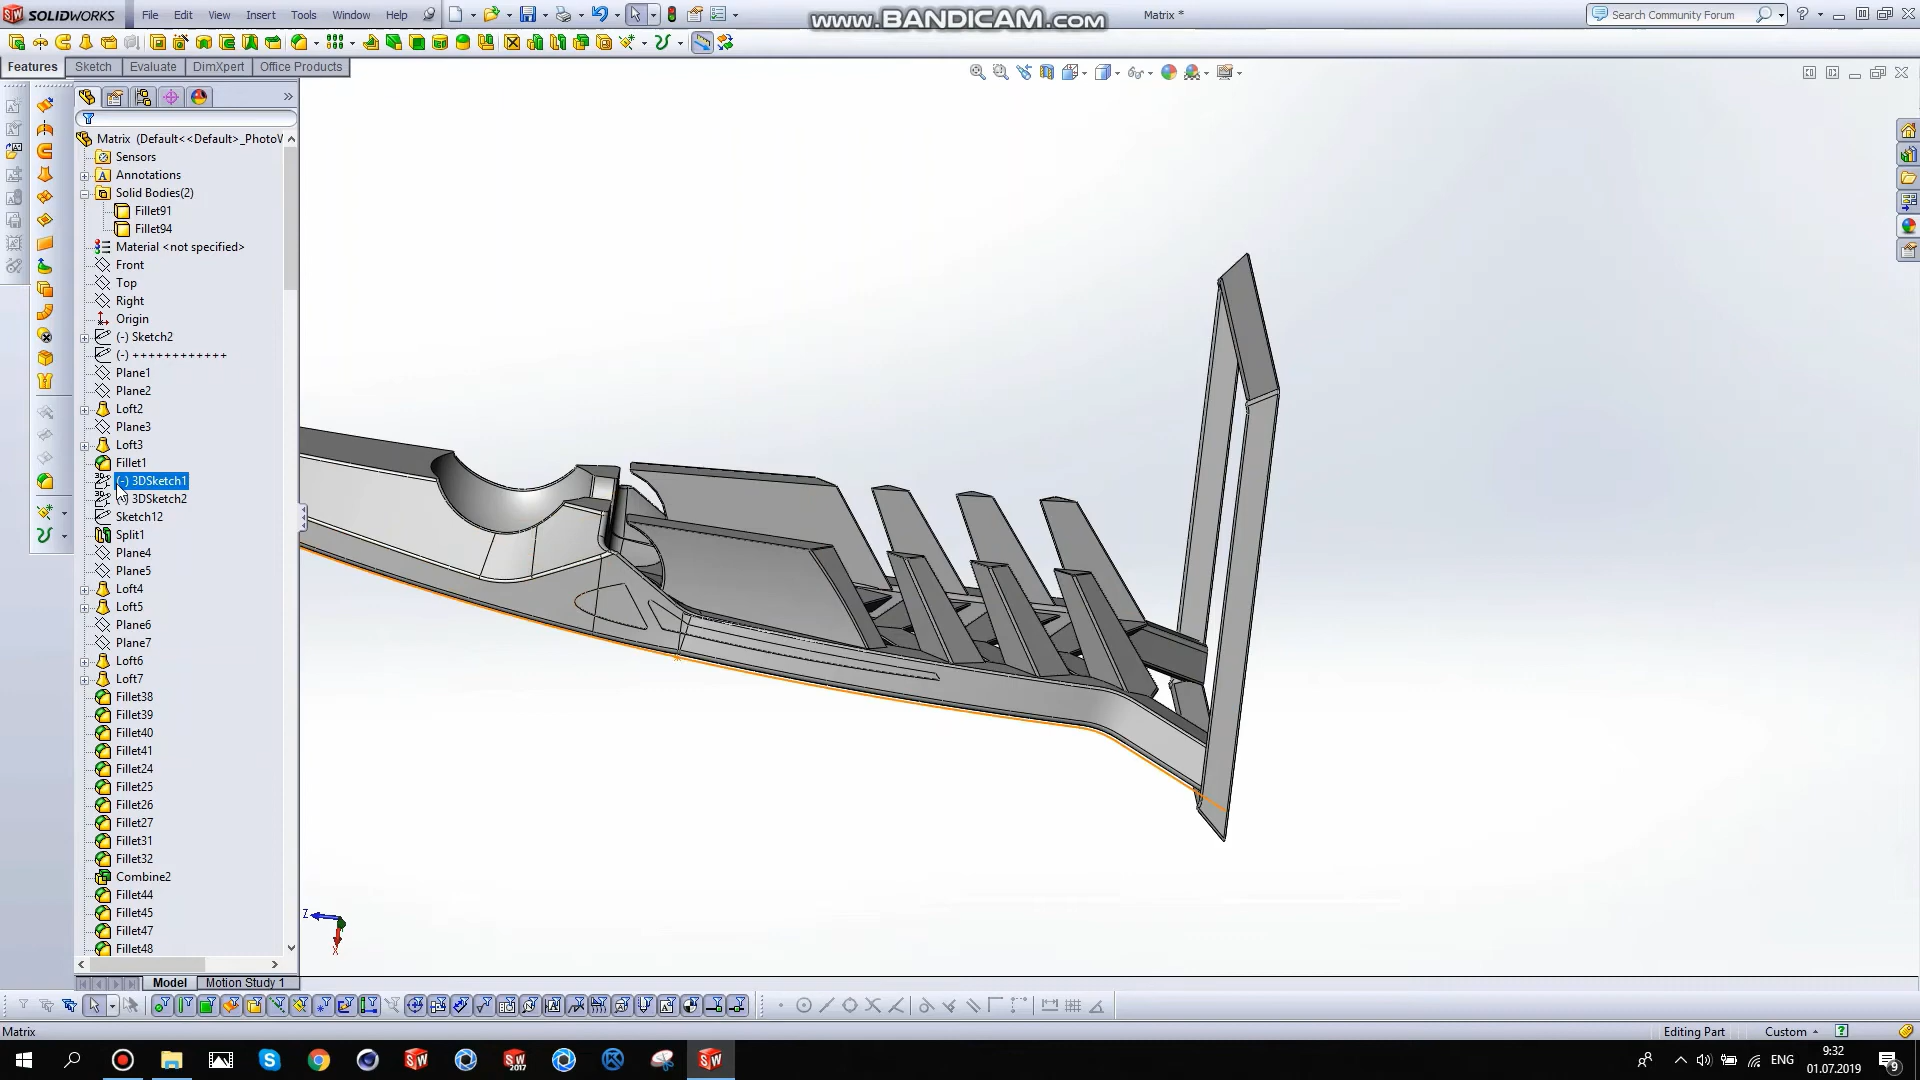 SOLIDWORKS File Edit View Insert Tools Window Help
www.BANDICAM.com
Matrix *
Search Community Forum
Features Sketch Evaluate DimXpert Office Products
Matrix (Default<<Default>_PhotoW
Sensors
Annotations
Solid Bodies(2)
Fillet91
Fillet94
Material <not specified>
Front
Top
Right
Origin
(-) Sketch2
(-) ++++++++++++
Plane1
Plane2
Loft2
Plane3
Loft3
Fillet1
(-) 3DSketch1
(-) 3DSketch2
Sketch12
Split1
Plane4
Plane5
Loft4
Loft5
Plane6
Plane7
Loft6
Loft7
Fillet38
Fillet39
Fillet40
Fillet41
Fillet24
Fillet25
Fillet26
Fillet27
Fillet31
Fillet32
Combine2
Fillet44
Fillet45
Fillet47
Fillet48
Z
X
Model Motion Study 1
Matrix Editing Part Custom
ENG 9:32
01.07.2019